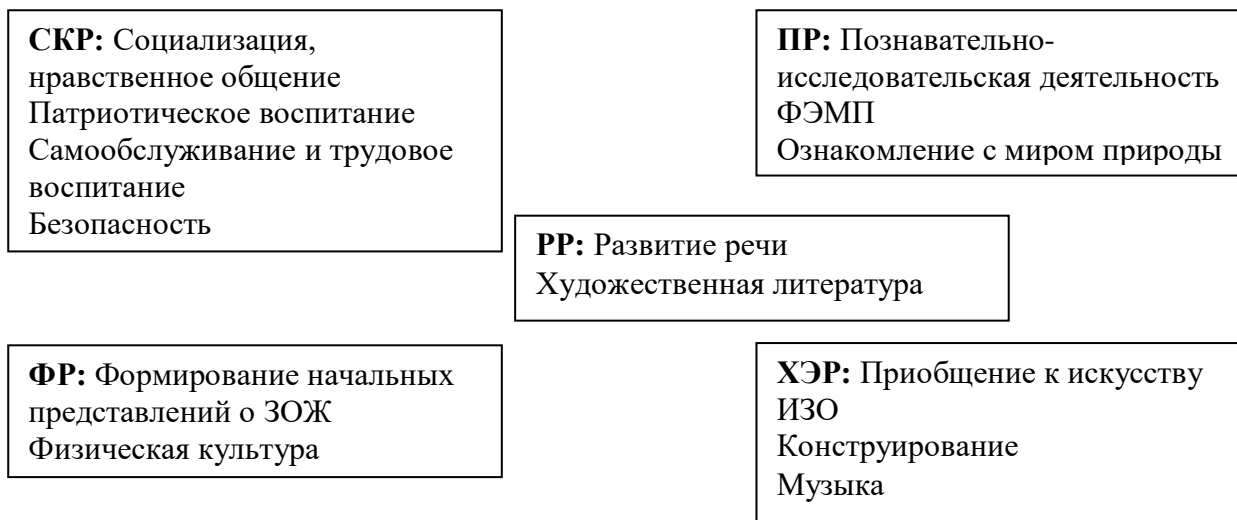 СКР: Социализация,
нравственное общение
Патриотическое воспитание
Самообслуживание и трудовое
воспитание
Безопасность
ПР: Познавательно-
исследовательская деятельность
ФЭМП
Ознакомление с миром природы
РР: Развитие речи
Художественная литература
ФР: Формирование начальных
представлений о ЗОЖ
Физическая культура
ХЭР: Приобщение к искусству
ИЗО
Конструирование
Музыка